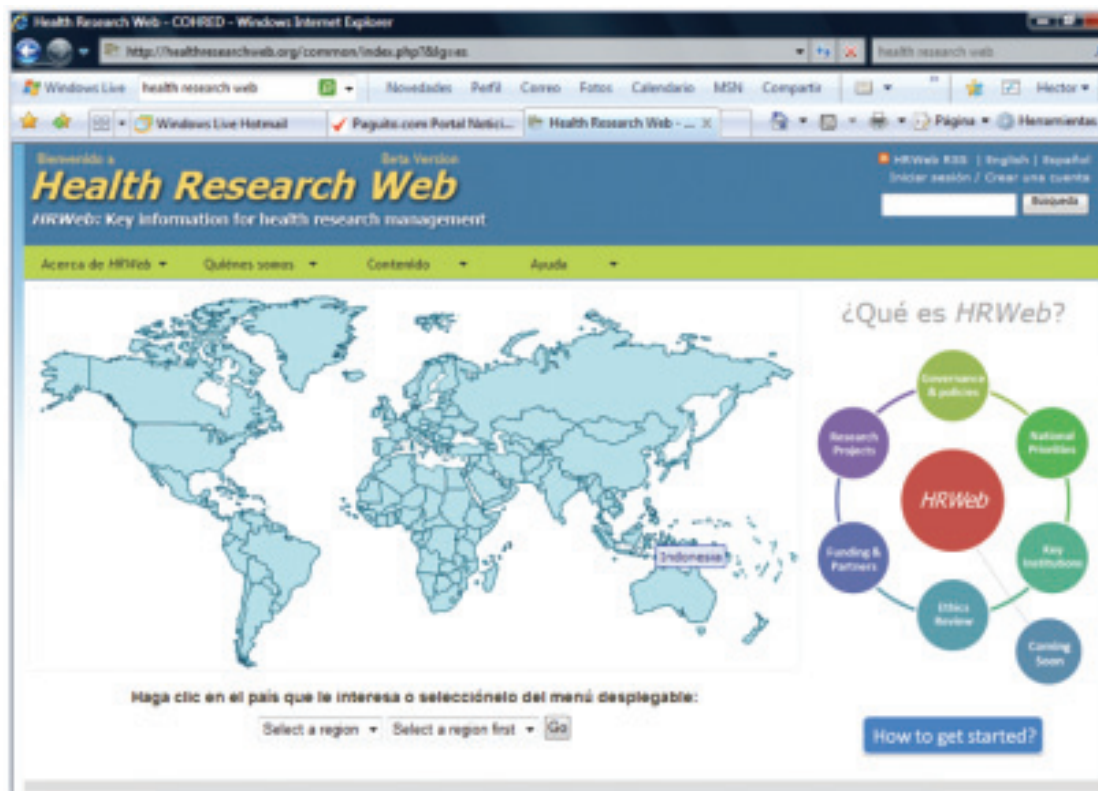 Health Research Web - COHRED - Windows Internet Explorer
http://healthresearchweb.org/common/index.php?&lg=es
health research web
Windows Live
health research web
Novedades Perfil Correo Fotos Calendario MSN Compartir
Hector
Windows Live Hotmail
Paguito.com Portal Notici...
Health Research Web - ...
Página
Herramientas
Bienvenido a
Beta Version
Health Research Web
HRWeb: Key information for health research management
HRWeb RSS | English | Español
Iniciar sesión / Crear una cuenta
Búsqueda
Acerca de HRWeb
Quiénes somos
Contenido
Ayuda
¿Qué es HRWeb?
Governance
& policies
Research
Projects
National
Priorities
HRWeb
Indonesia
Funding &
Partners
Key
Institutions
Ethics
Review
Coming
Soon
Haga clic en el país que le interesa o selecciónelo del menú desplegable:
Select a region
Select a region first
Go
How to get started?